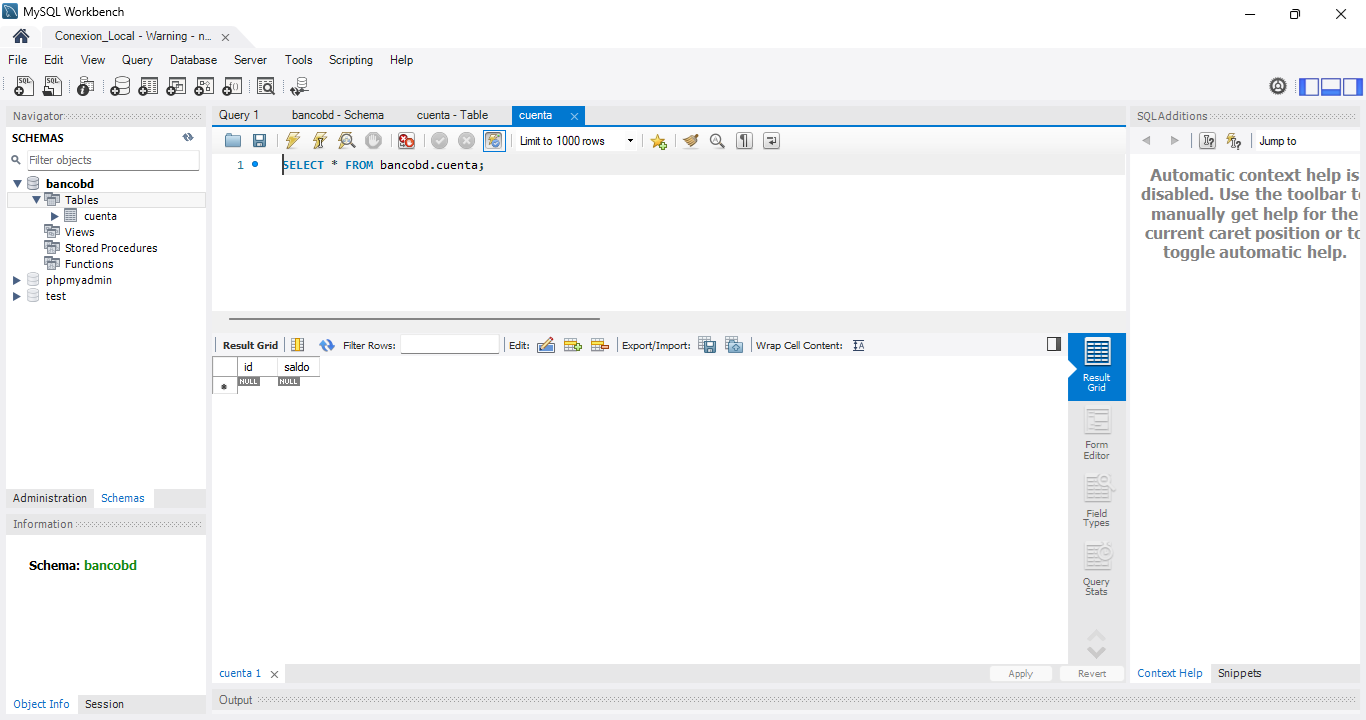 MySQL Workbench
Conexion_Local - Warning - n...
File Edit View Query Database Server Tools Scripting Help
Navigator
SCHEMAS
Filter objects
bancobd
Tables
cuenta
Views
Stored Procedures
Functions
phpmyadmin
test
Administration Schemas
Information
Schema: bancobd
Object Info Session
Query 1 bancobd - Schema cuenta - Table cuenta
Limit to 1000 rows
1 SELECT * FROM bancobd.cuenta;
Result Grid Filter Rows: Edit: Export/Import: Wrap Cell Content:
id saldo
* NULL NULL
Result
Grid
Form
Editor
Field
Types
Query
Stats
cuenta 1
Apply Revert
Output
SQLAdditions
Jump to
Automatic context help is
disabled. Use the toolbar t
manually get help for the
current caret position or to
toggle automatic help.
Context Help Snippets